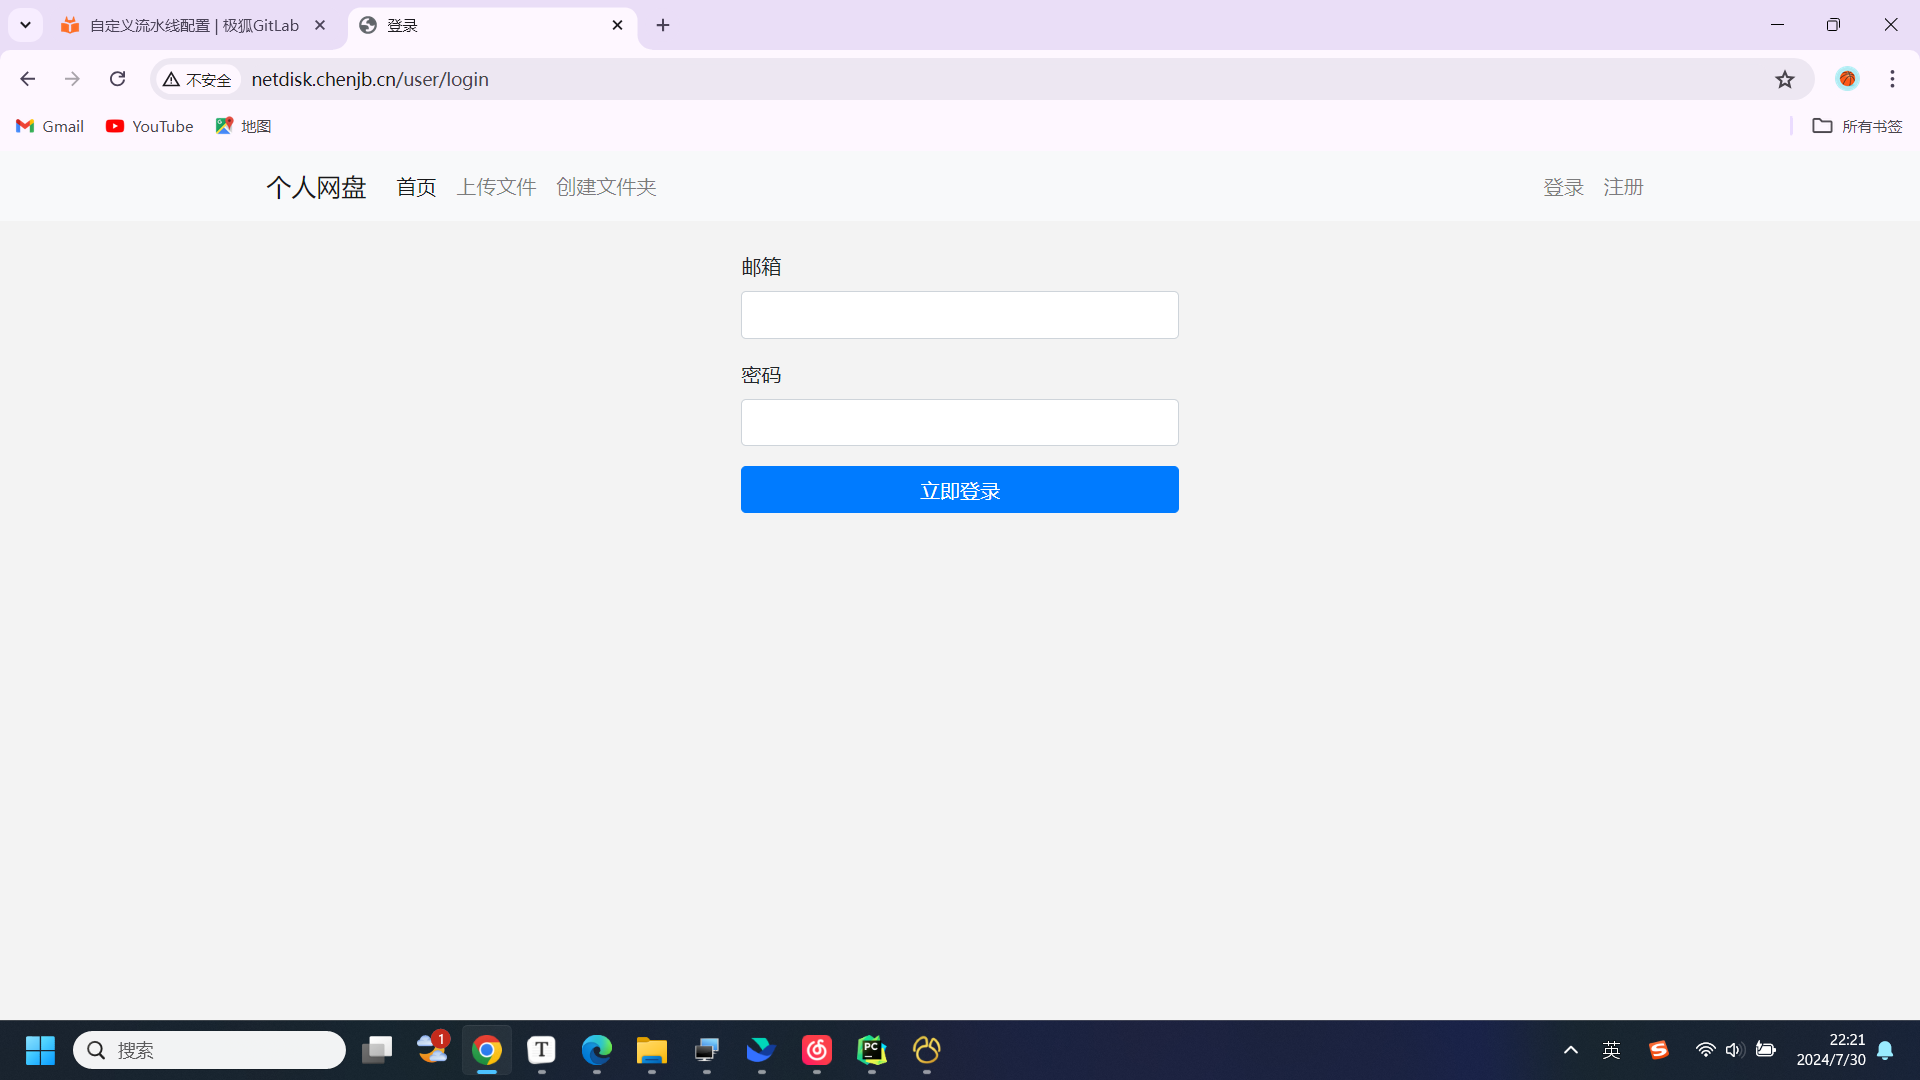 自定义流水线配置 | 极狐GitLab
登录
不安全
netdisk.chenjb.cn/user/login
Gmail
YouTube
地图
所有书签
个人网盘
首页
上传文件
创建文件夹
登录
注册
邮箱
密码
立即登录
搜索
1
T
PC
英
S
22:21
2024/7/30